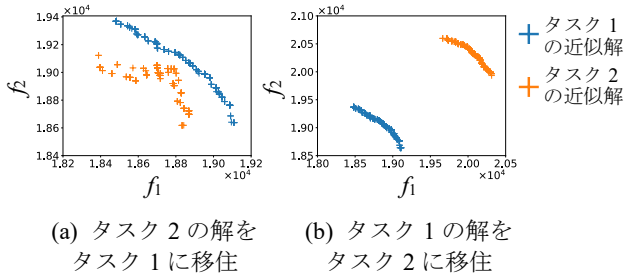 ×10⁴
1.94
1.92
1.90
1.88
1.86
1.84
f₂
1.82 1.84 1.86 1.88 1.90 1.92
×10⁴
f₁
×10⁴
2.10
2.05
2.00
1.95
1.90
1.85
f₂
1.80 1.85 1.90 1.95 2.00 2.05
×10⁴
f₁
タスク 1
の近似解
タスク 2
の近似解
(a) タスク 2 の解を
タスク 1 に移住
(b) タスク 1 の解を
タスク 2 に移住